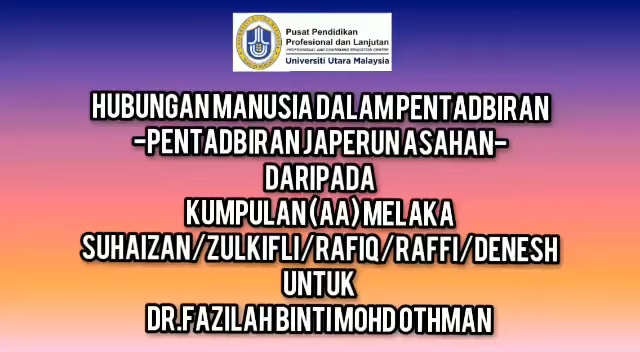 Pusat Pendidikan
Profesional dan Lanjutan
PROFESSIONAL AND CONTINUING EDUCATION CENTRE
Universiti Utara Malaysia
HUBUNGAN MANUSIA DALAM PENTADBIRAN
-PENTADBIRAN JAPERUN ASAHAN-
DARIPADA
KUMPULAN (AA) MELAKA
SUHAIZAN/ZULKIFLI/RAFIQ/RAFFI/DENESH
UNTUK
DR.FAZILAH BINTI MOHD OTHMAN